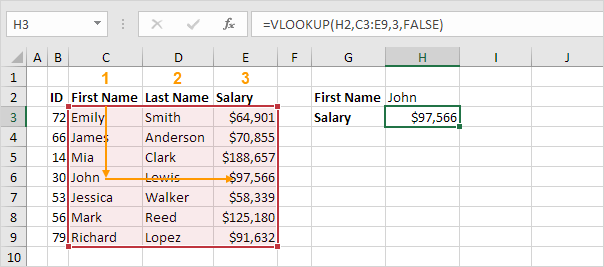 H3 fx =VLOOKUP(H2,C3:E9,3,FALSE)
A B C D E F G H I J
1 1 2 3
2 ID First Name Last Name Salary First Name John
3 72 Emily Smith $64,901 Salary $97,566
4 66 James Anderson $70,855
5 14 Mia Clark $188,657
6 30 John Lewis $97,566
7 53 Jessica Walker $58,339
8 56 Mark Reed $125,180
9 79 Richard Lopez $91,632
10